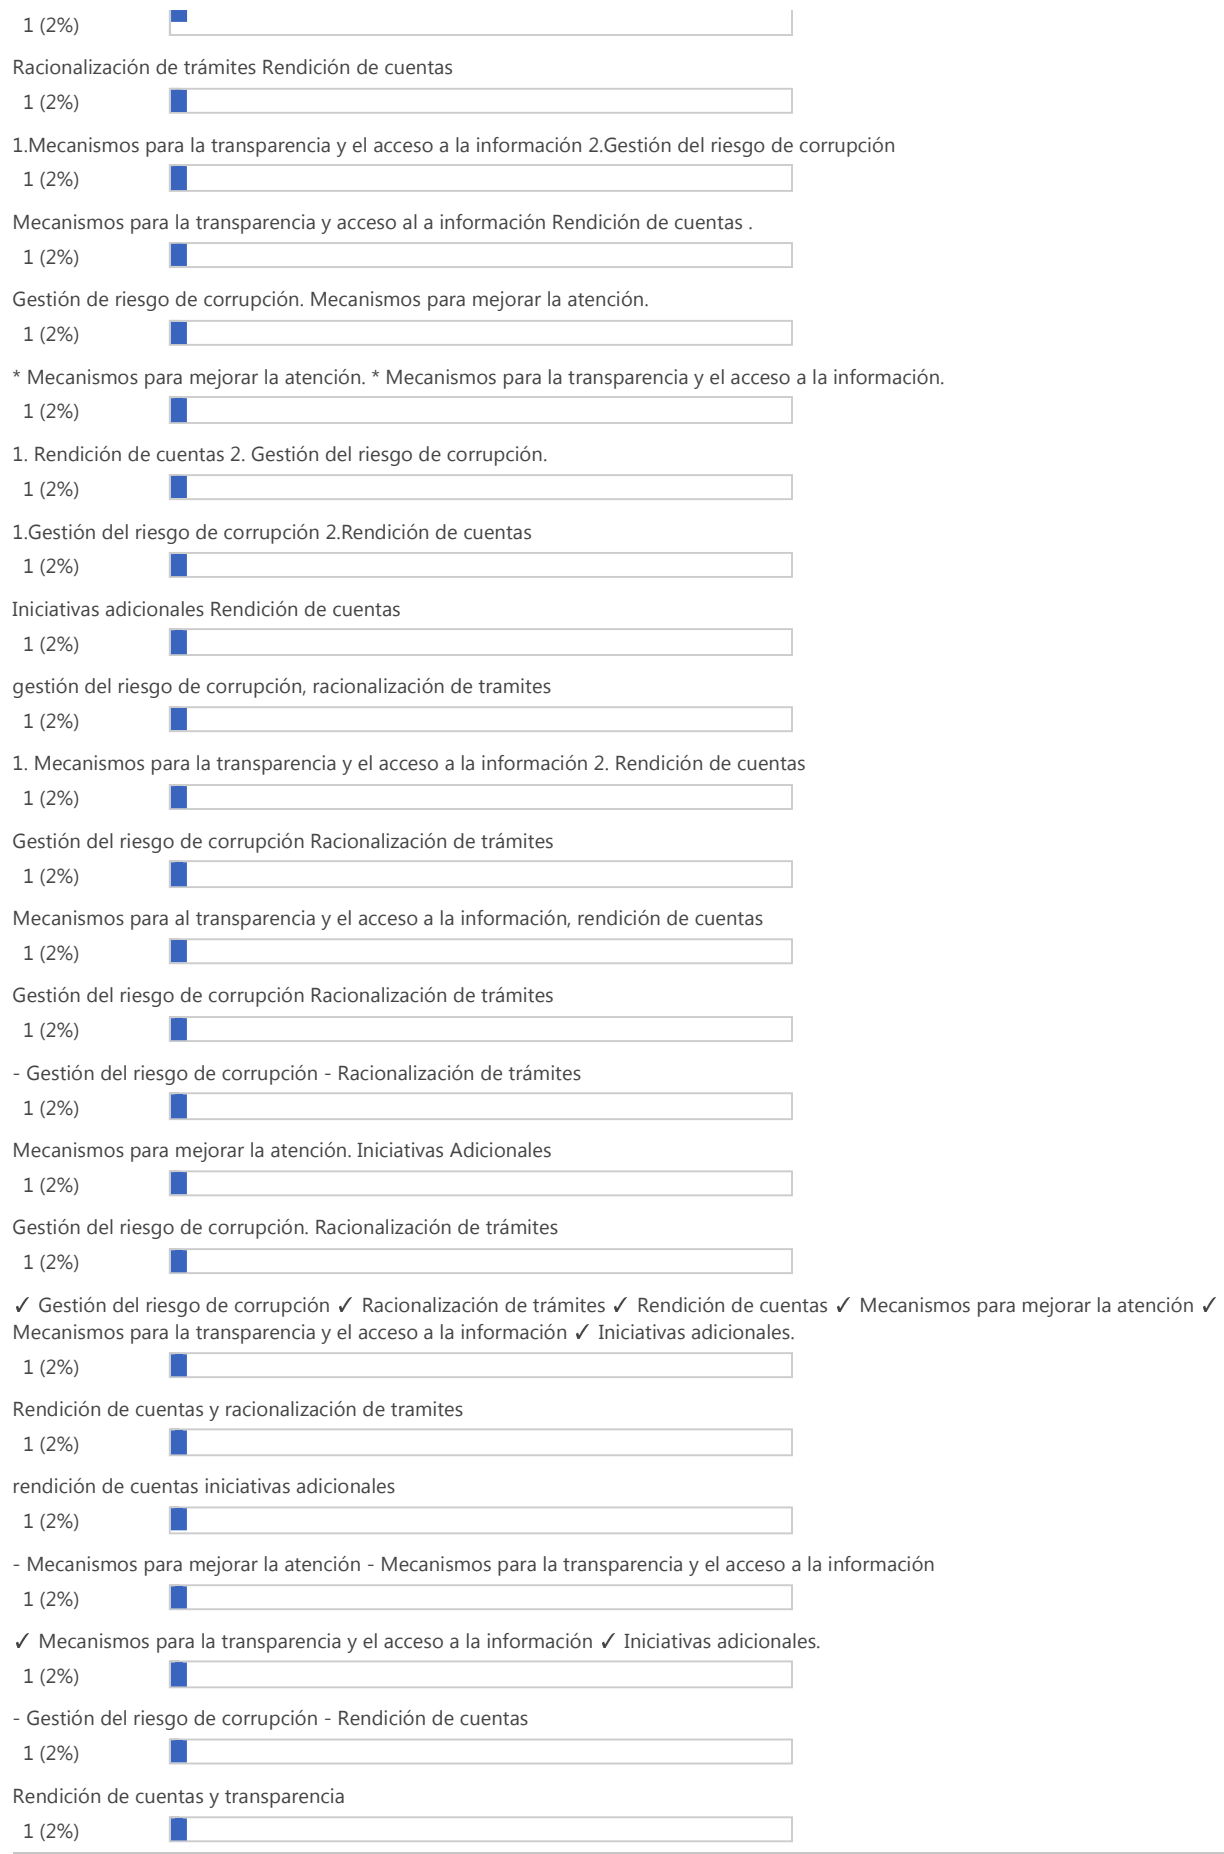 1 (2%)
Racionalización de trámites Rendición de cuentas
1 (2%)
1.Mecanismos para la transparencia y el acceso a la información 2.Gestión del riesgo de corrupción
1 (2%)
Mecanismos para la transparencia y acceso al a información Rendición de cuentas .
1 (2%)
Gestión de riesgo de corrupción. Mecanismos para mejorar la atención.
1 (2%)
* Mecanismos para mejorar la atención. * Mecanismos para la transparencia y el acceso a la información.
1 (2%)
1. Rendición de cuentas 2. Gestión del riesgo de corrupción.
1 (2%)
1.Gestión del riesgo de corrupción 2.Rendición de cuentas
1 (2%)
Iniciativas adicionales Rendición de cuentas
1 (2%)
gestión del riesgo de corrupción, racionalización de tramites
1 (2%)
1. Mecanismos para la transparencia y el acceso a la información 2. Rendición de cuentas
1 (2%)
Gestión del riesgo de corrupción Racionalización de trámites
1 (2%)
Mecanismos para al transparencia y el acceso a la información, rendición de cuentas
1 (2%)
Gestión del riesgo de corrupción Racionalización de trámites
1 (2%)
- Gestión del riesgo de corrupción - Racionalización de trámites
1 (2%)
Mecanismos para mejorar la atención. Iniciativas Adicionales
1 (2%)
Gestión del riesgo de corrupción. Racionalización de trámites
1 (2%)
✓ Gestión del riesgo de corrupción ✓ Racionalización de trámites ✓ Rendición de cuentas ✓ Mecanismos para mejorar la atención ✓
Mecanismos para la transparencia y el acceso a la información ✓ Iniciativas adicionales.
1 (2%)
Rendición de cuentas y racionalización de tramites
1 (2%)
rendición de cuentas iniciativas adicionales
1 (2%)
- Mecanismos para mejorar la atención - Mecanismos para la transparencia y el acceso a la información
1 (2%)
✓ Mecanismos para la transparencia y el acceso a la información ✓ Iniciativas adicionales.
1 (2%)
- Gestión del riesgo de corrupción - Rendición de cuentas
1 (2%)
Rendición de cuentas y transparencia
1 (2%)